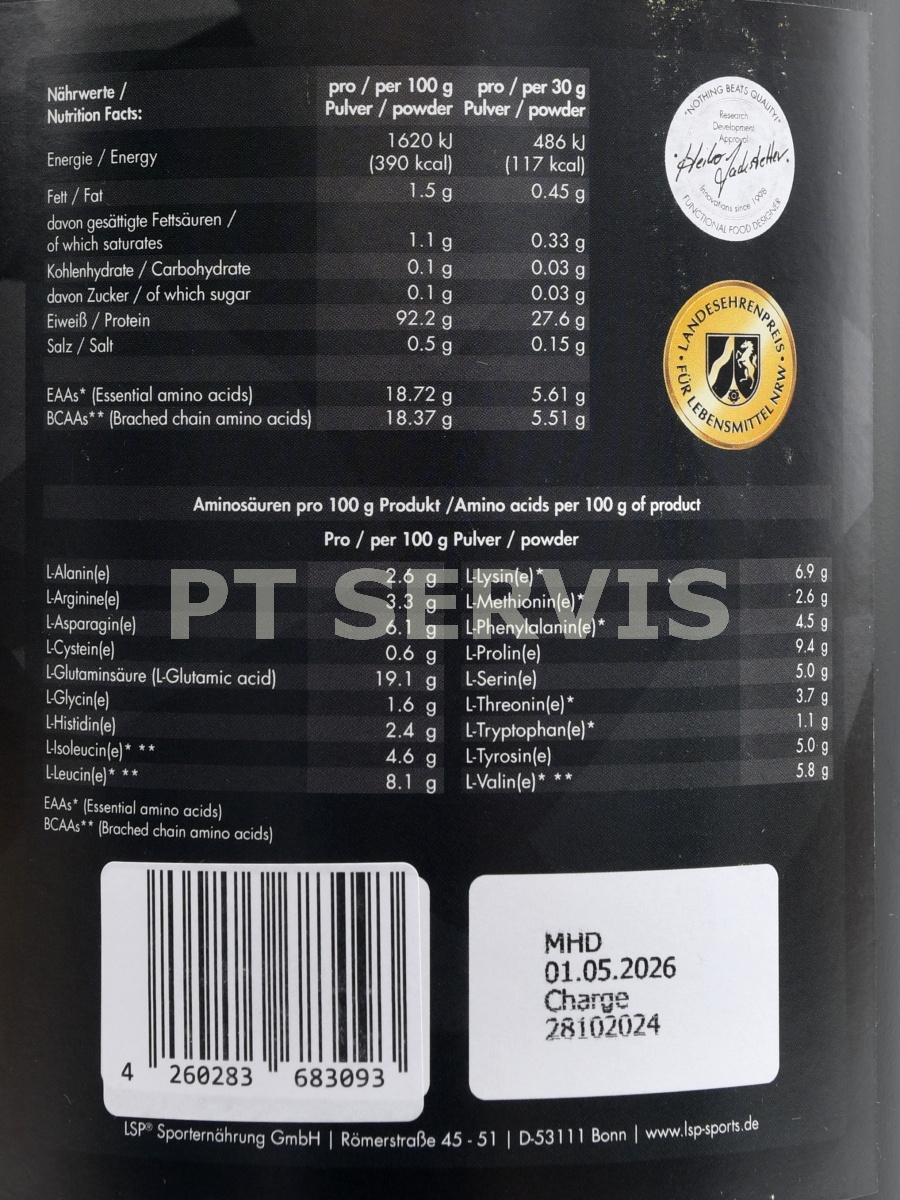 Nährwerte /
Nutrition Facts:
pro / per 100 g
Pulver / powder
pro / per 30 g
Pulver / powder
Energie / Energy 1620 kJ (390 kcal) 486 kJ (117 kcal)
Fett / Fat 1.5 g 0.45 g
davon gesättigte Fettsäuren /
of which saturates 1.1 g 0.33 g
Kohlenhydrate / Carbohydrate 0.1 g 0.03 g
davon Zucker / of which sugar 0.1 g 0.03 g
Eiweiß / Protein 92.2 g 27.6 g
Salz / Salt 0.5 g 0.15 g
EAAs* (Essential amino acids) 18.72 g 5.61 g
BCAAs** (Brached chain amino acids) 18.37 g 5.51 g
"NOTHING BEATS QUALITY!"
Research
Development
Approval
Innovations since 1998
FUNCTIONAL FOOD DESIGNER
LANDESEHRENPREIS
FÜR LEBENSMITTEL NRW
Aminosäuren pro 100 g Produkt /Amino acids per 100 g of product
Pro / per 100 g Pulver / powder
L-Alanin(e) 2.6 g L-Lysin(e)* 6.9 g
L-Arginine(e) 3.3 g L-Methionin(e)* 2.6 g
L-Asparagin(e) 6.1 g L-Phenylalanin(e)* 4.5 g
L-Cystein(e) 0.6 g L-Prolin(e) 9.4 g
L-Glutaminsäure (L-Glutamic acid) 19.1 g L-Serin(e) 5.0 g
L-Glycin(e) 1.6 g L-Threonin(e)* 3.7 g
L-Histidin(e) 2.4 g L-Tryptophan(e)* 1.1 g
L-Isoleucin(e)* ** 4.6 g L-Tyrosin(e) 5.0 g
L-Leucin(e)* ** 8.1 g L-Valin(e)* ** 5.8 g
PT SERVIS
EAAs* (Essential amino acids)
BCAAs** (Brached chain amino acids)
MHD
01.05.2026
Charge
28102024
4 260283 683093
LSP® Sporternährung GmbH | Römerstraße 45 - 51 | D-53111 Bonn | www.lsp-sports.de